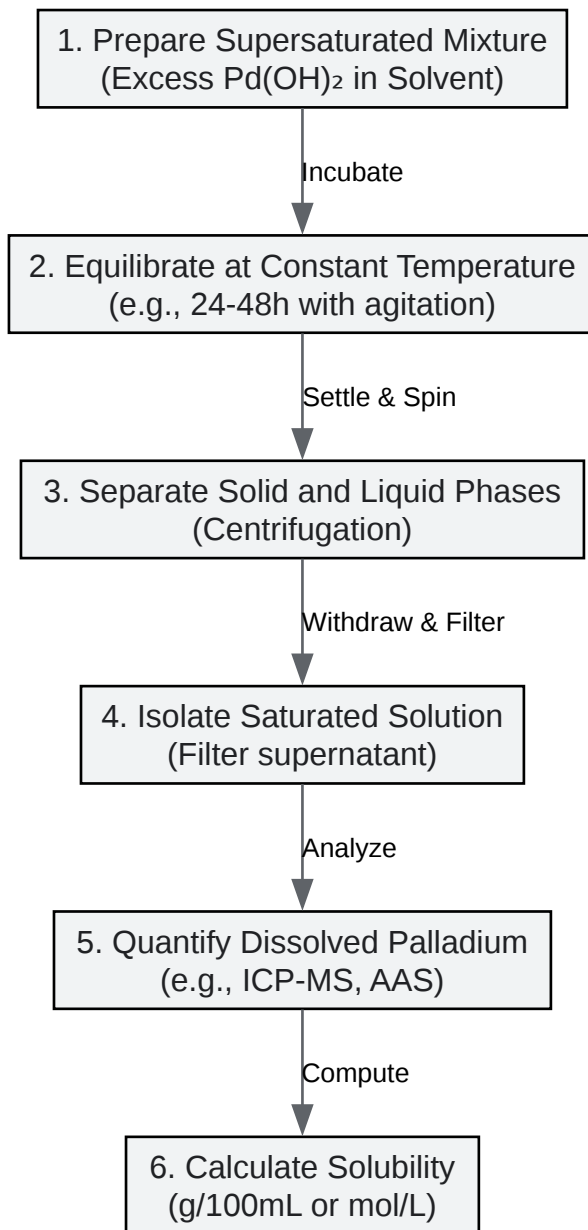 1. Prepare Supersaturated Mixture
(Excess Pd(OH)₂ in Solvent)
Incubate
2. Equilibrate at Constant Temperature
(e.g., 24-48h with agitation)
Settle & Spin
3. Separate Solid and Liquid Phases
(Centrifugation)
Withdraw & Filter
4. Isolate Saturated Solution
(Filter supernatant)
Analyze
5. Quantify Dissolved Palladium
(e.g., ICP-MS, AAS)
Compute
6. Calculate Solubility
(g/100mL or mol/L)